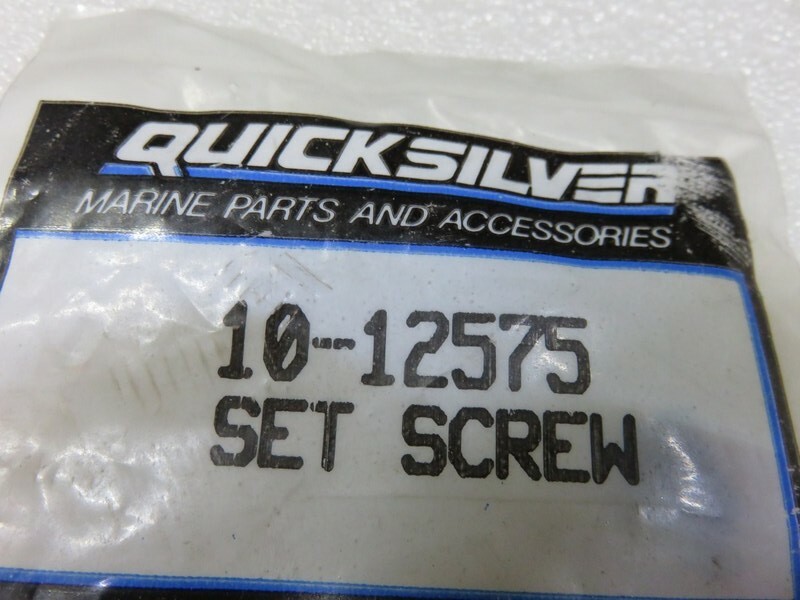 QUICKSILVER
MARINE PARTS AND ACCESSORIES
10-12575
SET SCREW